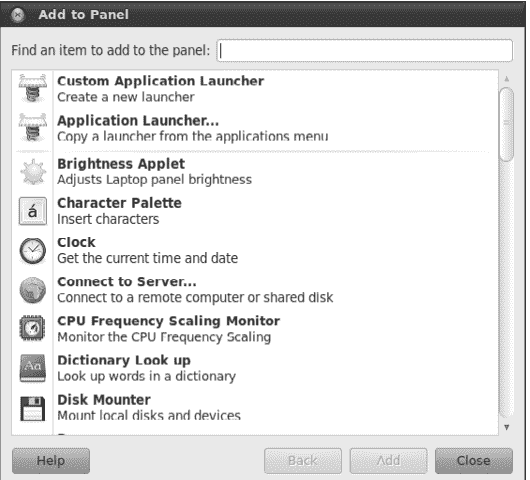 Add to Panel
Find an item to add to the panel:
Custom Application Launcher
Create a new launcher
Application Launcher...
Copy a launcher from the applications menu
Brightness Applet
Adjusts Laptop panel brightness
á
Character Palette
Insert characters
Clock
Get the current time and date
Connect to Server...
Connect to a remote computer or shared disk
CPU Frequency Scaling Monitor
Monitor the CPU Frequency Scaling
Aa
Dictionary Look up
Look up words in a dictionary
Disk Mounter
Mount local disks and devices
Help
Back
Add
Close